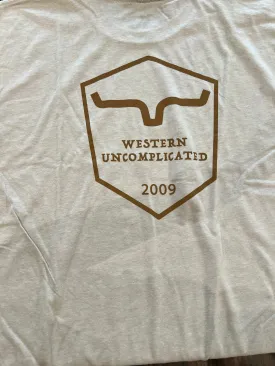 WESTERN
UNCOMPLICATED
2009